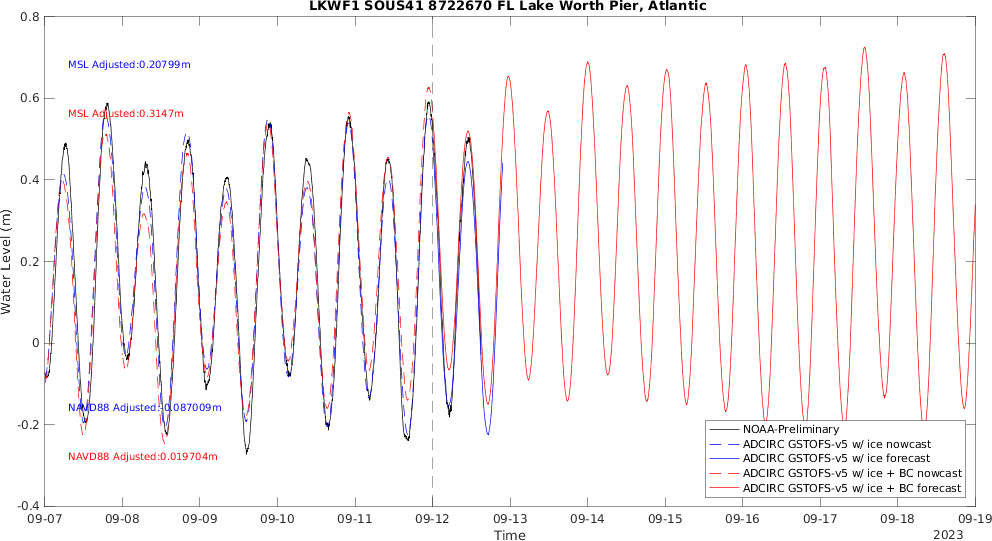 LKWF1 SOUS41 8722670 FL Lake Worth Pier, Atlantic
0.8
0.6
0.4
0.2
0
-0.2
-0.4
Water Level (m)
MSL Adjusted:0.20799m
MSL Adjusted:0.3147m
NAVD88 Adjusted:-0.087009m
NAVD88 Adjusted:0.019704m
NOAA-Preliminary
ADCIRC GSTOFS-v5 w/ ice nowcast
ADCIRC GSTOFS-v5 w/ ice forecast
ADCIRC GSTOFS-v5 w/ ice + BC nowcast
ADCIRC GSTOFS-v5 w/ ice + BC forecast
09-07 09-08 09-09 09-10 09-11 09-12 09-13 09-14 09-15 09-16 09-17 09-18 09-19
Time
2023